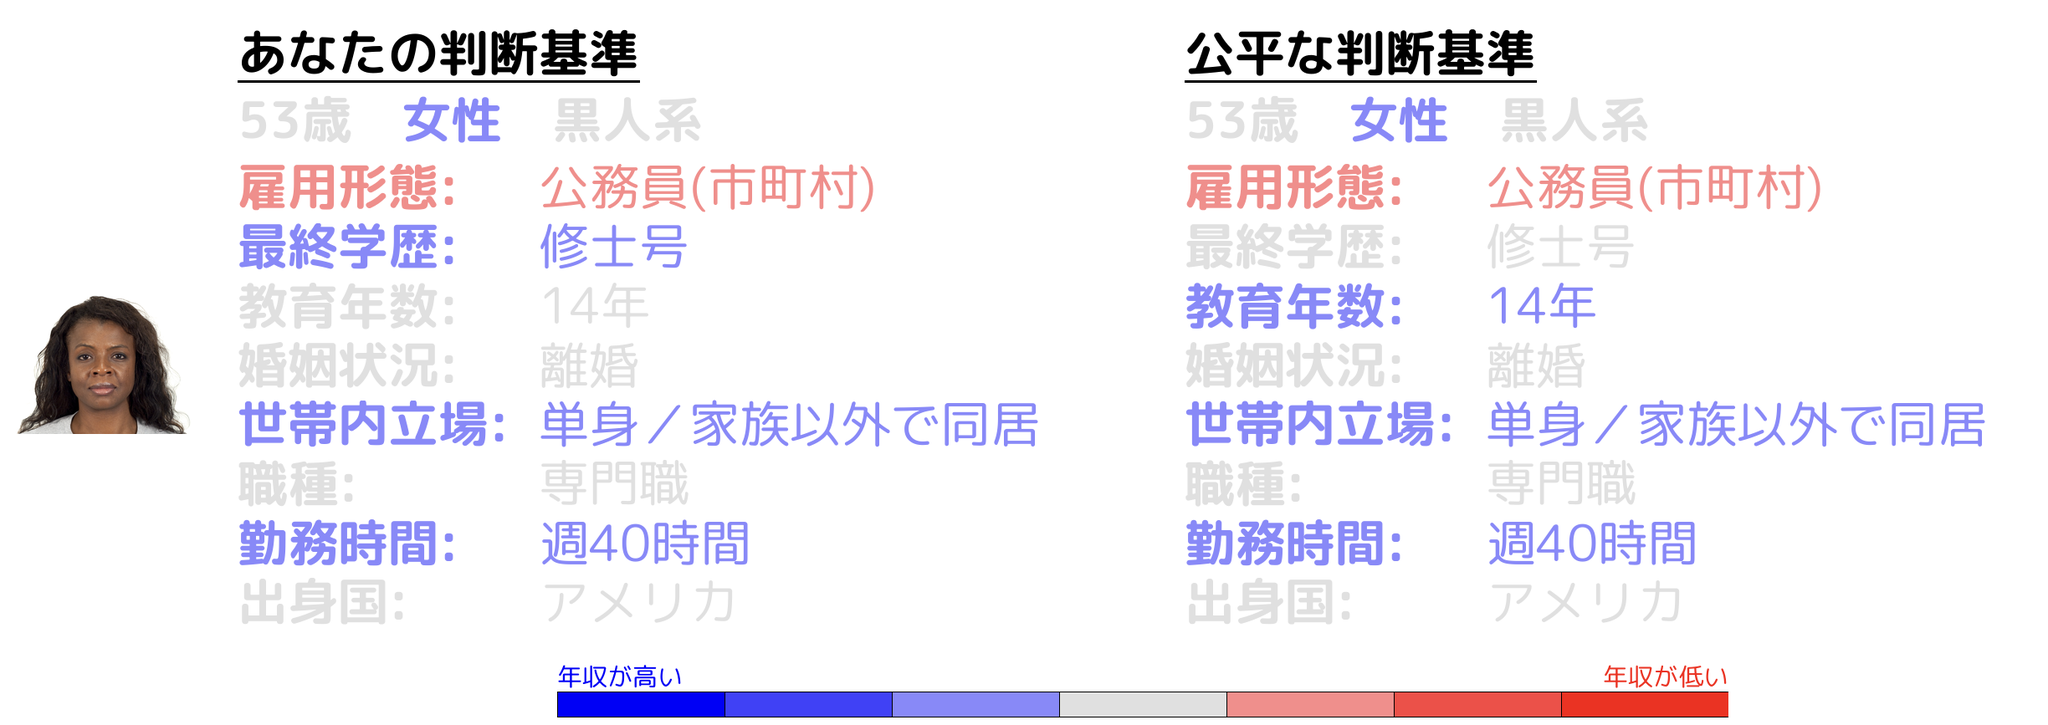 あなたの判断基準
53歳 女性 黒人系
雇用形態: 公務員(市町村)
最終学歴: 修士号
教育年数: 14年
婚姻状況: 離婚
世帯内立場: 単身／家族以外で同居
職種: 専門職
勤務時間: 週40時間
出身国: アメリカ
公平な判断基準
53歳 女性 黒人系
雇用形態: 公務員(市町村)
最終学歴: 修士号
教育年数: 14年
婚姻状況: 離婚
世帯内立場: 単身／家族以外で同居
職種: 専門職
勤務時間: 週40時間
出身国: アメリカ
年収が高い
年収が低い